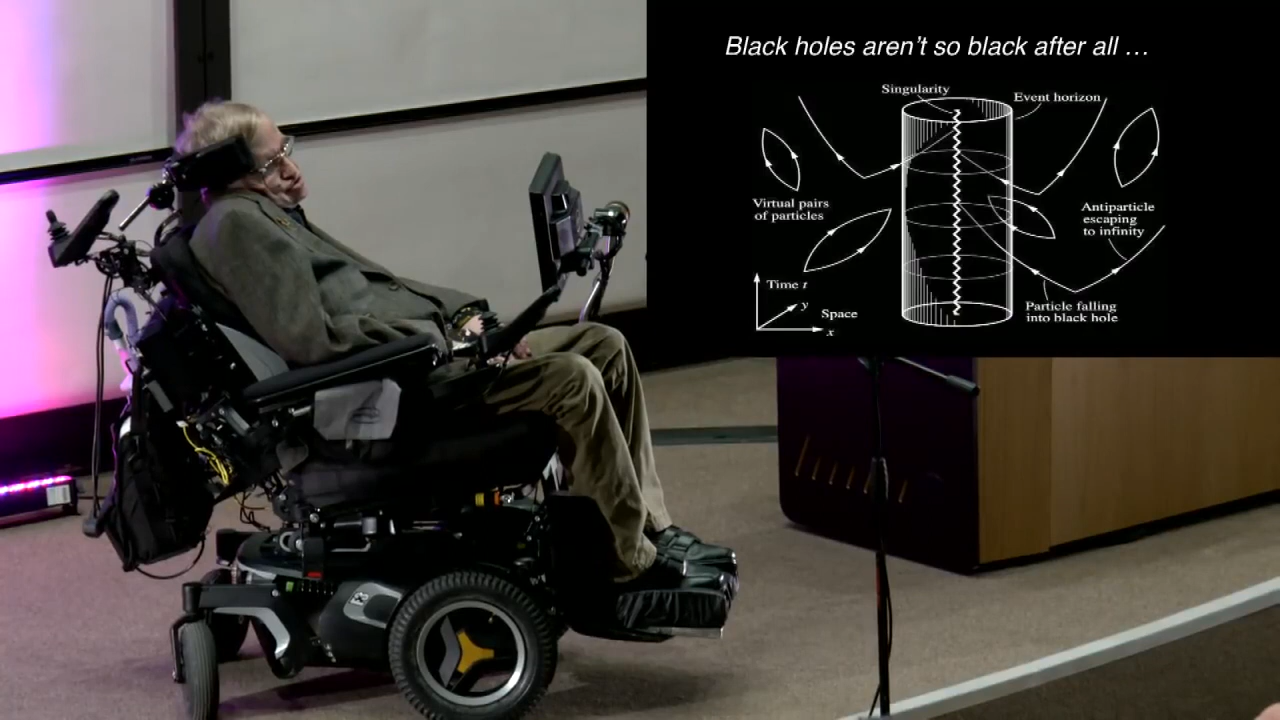 Black holes aren't so black after all …
Singularity
Event horizon
Virtual pairs
of particles
Antiparticle
escaping
to infinity
Time t
y
Space
x
Particle falling
into black hole